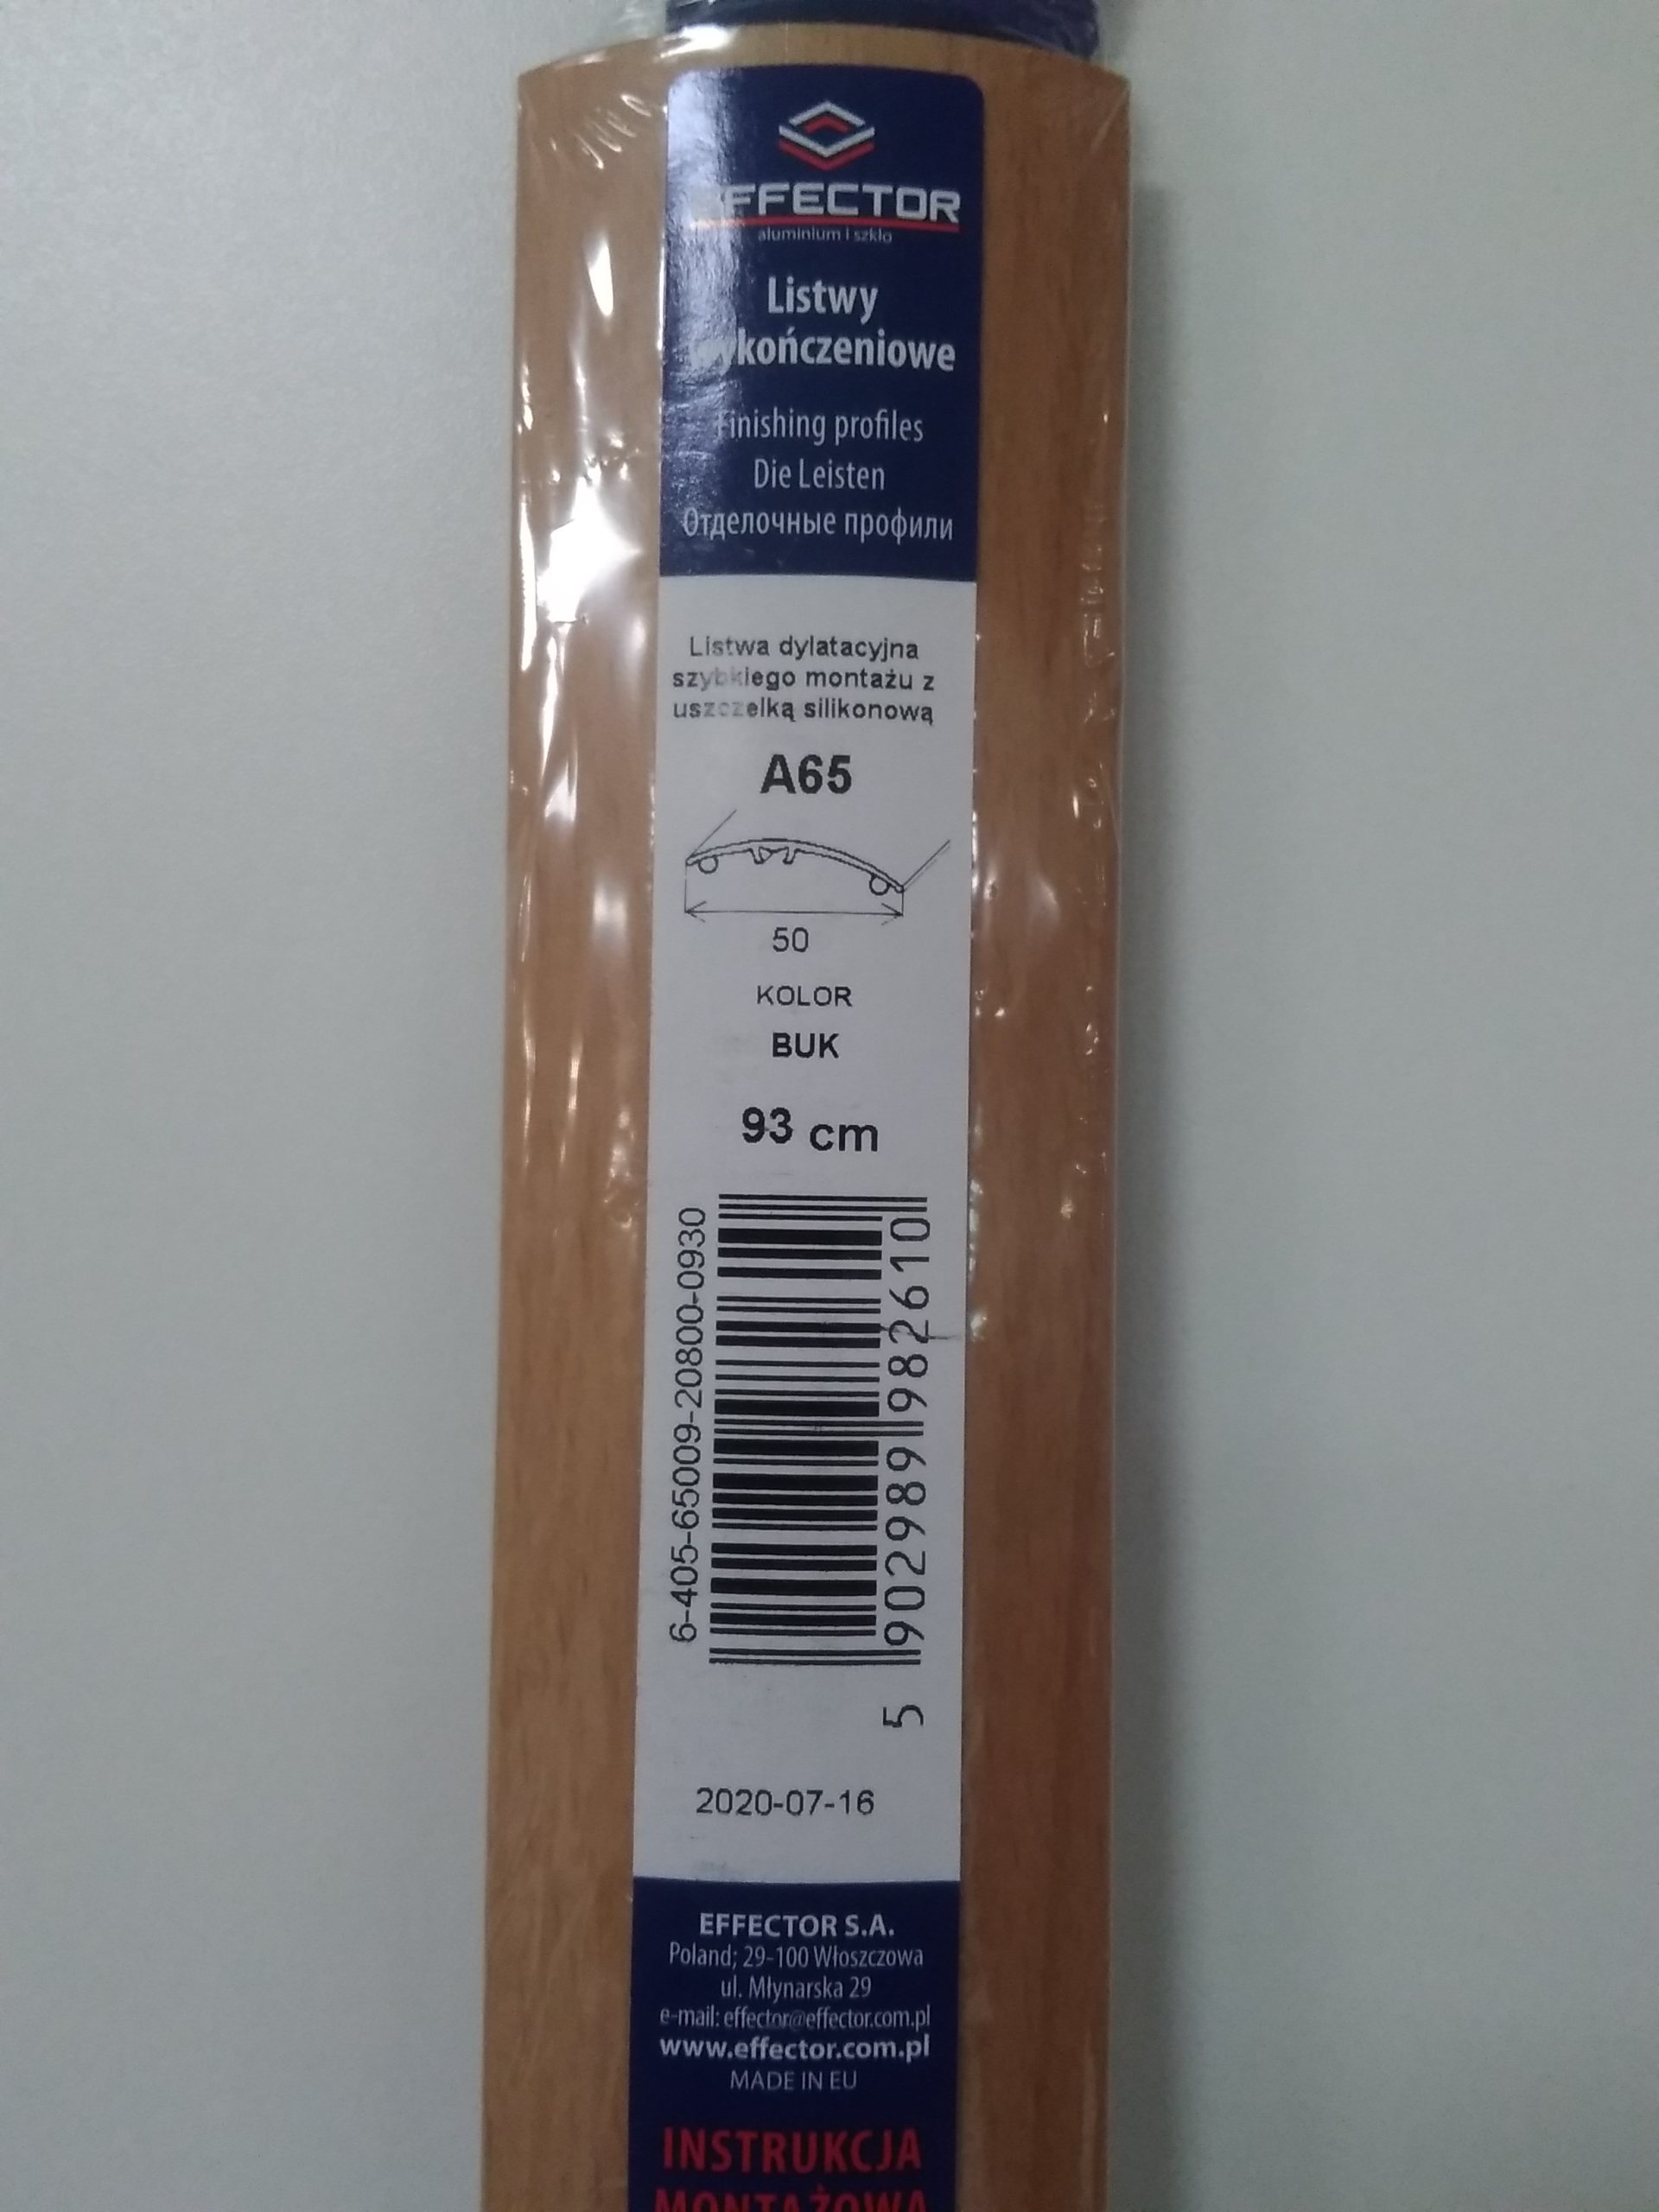 EFFECTOR
aluminium i szkło
Listwy
wykończeniowe
Finishing profiles
Die Leisten
Отделочные профили
Listwa dylatacyjna
szybkiego montażu z
uszczelką silikonową
A65
50
KOLOR
BUK
93 cm
6-405-65009-20800-0930
5 902989 982610
2020-07-16
EFFECTOR S.A.
Poland; 29-100 Włoszczowa
ul. Młynarska 29
e-mail: effector@effector.com.pl
www.effector.com.pl
MADE IN EU
INSTRUKCJA
MONTAŻOWA